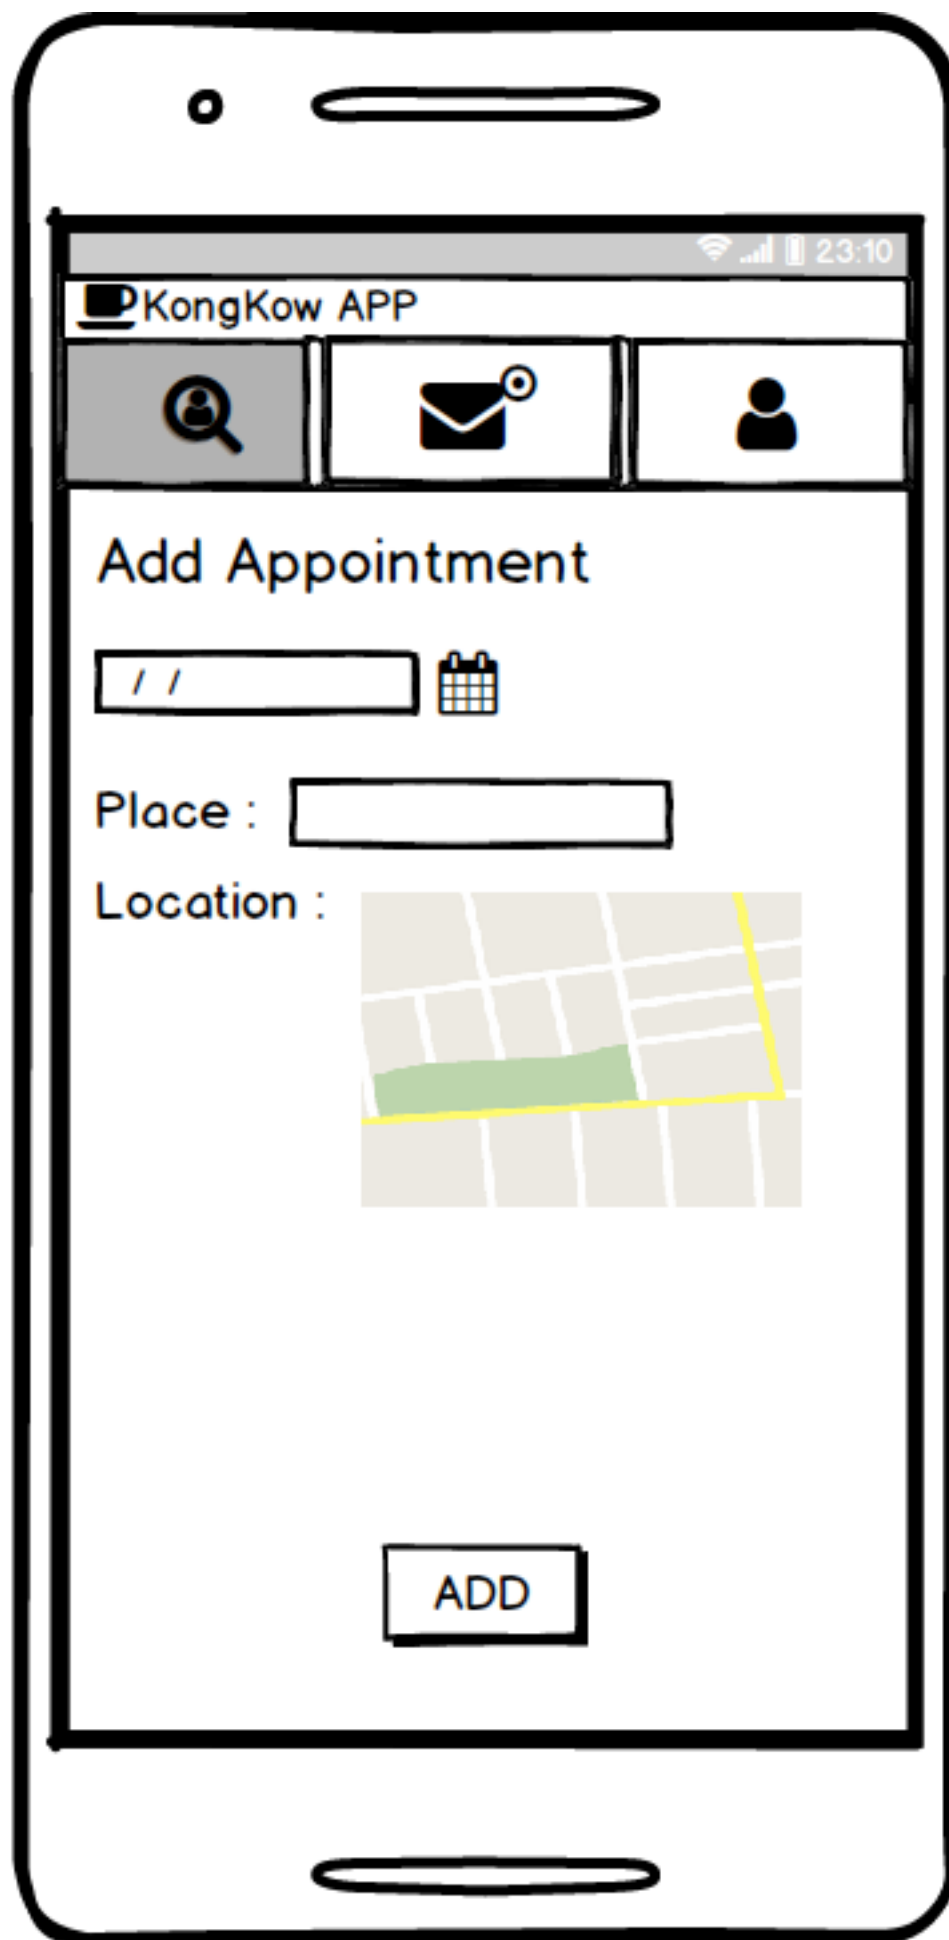 23:10
KongKow APP
Add Appointment
/ /
Place :
Location :
ADD